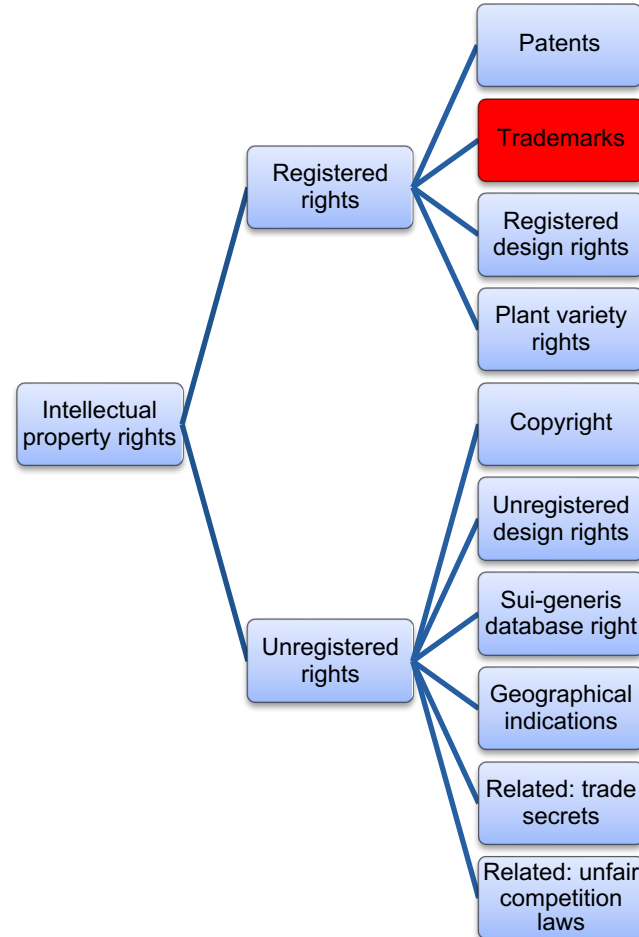 Intellectual
property rights
Registered
rights
Patents
Trademarks
Registered
design rights
Plant variety
rights
Unregistered
rights
Copyright
Unregistered
design rights
Sui-generis
database right
Geographical
indications
Related: trade
secrets
Related: unfair
competition
laws